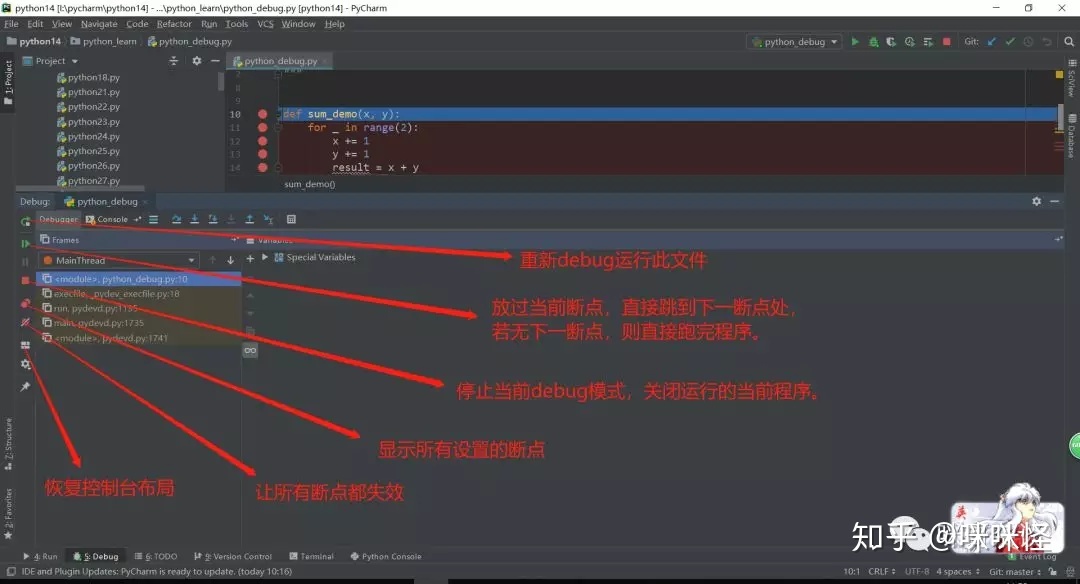 python14 [t:\pycharm\python14] - ...\python_learn\python_debug.py [python14] - PyCharm
File Edit View Navigate Code Refactor Run Tools VCS Window Help
python14 python_learn python_debug.py
python_debug
Git:
1: Project
Project
python_debug.py
SciView
Database
python18.py
python21.py
python22.py
python23.py
python24.py
python25.py
python26.py
python27.py
8
9
10 def sum_demo(x, y):
11 for _ in range(2):
12 x += 1
13 y += 1
14 result = x + y
sum_demo()
Debug: python_debug
Debugger Console
Frames
Variables
MainThread
Special Variables
<module>, python_debug.py:10
execfile, _pydev_execfile.py:18
run, pydevd.py:1135
main, pydevd.py:1735
<module>, pydevd.py:1741
重新debug运行此文件
放过当前断点，直接跳到下一断点处，
若无下一断点，则直接跑完程序。
停止当前debug模式，关闭运行的当前程序。
显示所有设置的断点
让所有断点都失效
恢复控制台布局
Z: Structure
2: Favorites
英
知乎 @咪咪怪
4: Run 5: Debug 6: TODO 9: Version Control Terminal Python Console
Event Log
IDE and Plugin Updates: PyCharm is ready to update. (today 10:16)
10:1 CRLF UTF-8 4 spaces Git: master